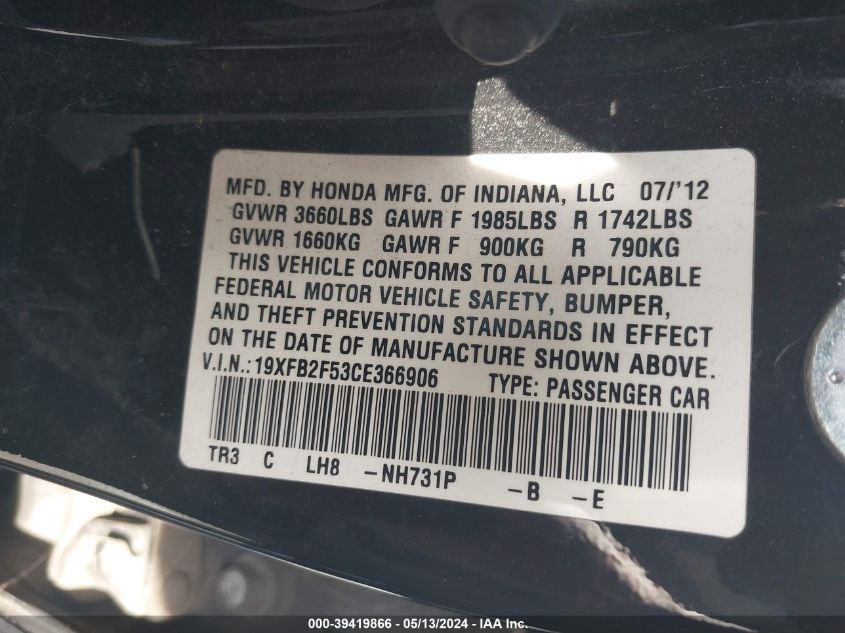 MFD. BY HONDA MFG. OF INDIANA, LLC 07/'12
GVWR 3660LBS GAWR F 1985LBS R 1742LBS
GVWR 1660KG GAWR F 900KG R 790KG
THIS VEHICLE CONFORMS TO ALL APPLICABLE
FEDERAL MOTOR VEHICLE SAFETY, BUMPER,
AND THEFT PREVENTION STANDARDS IN EFFECT
ON THE DATE OF MANUFACTURE SHOWN ABOVE.
V.I.N.:19XFB2F53CE366906 TYPE: PASSENGER CAR
TR3 C LH8 -NH731P -B -E
000-39419866 - 05/13/2024 - IAA Inc.